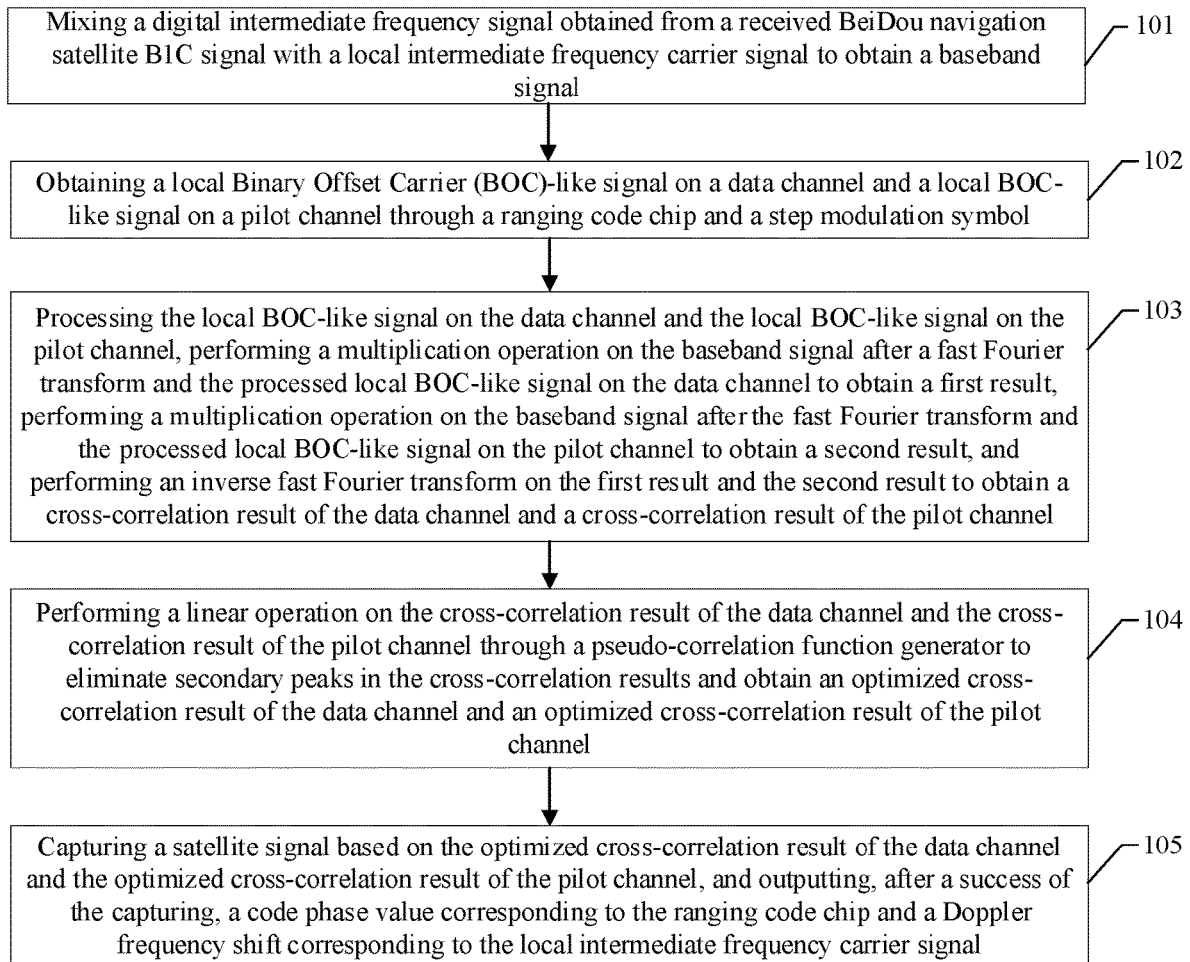 Mixing a digital intermediate frequency signal obtained from a received BeiDou navigation
satellite B1C signal with a local intermediate frequency carrier signal to obtain a baseband
signal
101
Obtaining a local Binary Offset Carrier (BOC)-like signal on a data channel and a local BOC-
like signal on a pilot channel through a ranging code chip and a step modulation symbol
102
Processing the local BOC-like signal on the data channel and the local BOC-like signal on the
pilot channel, performing a multiplication operation on the baseband signal after a fast Fourier
transform and the processed local BOC-like signal on the data channel to obtain a first result,
performing a multiplication operation on the baseband signal after the fast Fourier transform and
the processed local BOC-like signal on the pilot channel to obtain a second result, and
performing an inverse fast Fourier transform on the first result and the second result to obtain a
cross-correlation result of the data channel and a cross-correlation result of the pilot channel
103
Performing a linear operation on the cross-correlation result of the data channel and the cross-
correlation result of the pilot channel through a pseudo-correlation function generator to
eliminate secondary peaks in the cross-correlation results and obtain an optimized cross-
correlation result of the data channel and an optimized cross-correlation result of the pilot
channel
104
Capturing a satellite signal based on the optimized cross-correlation result of the data channel
and the optimized cross-correlation result of the pilot channel, and outputting, after a success of
the capturing, a code phase value corresponding to the ranging code chip and a Doppler
frequency shift corresponding to the local intermediate frequency carrier signal
105